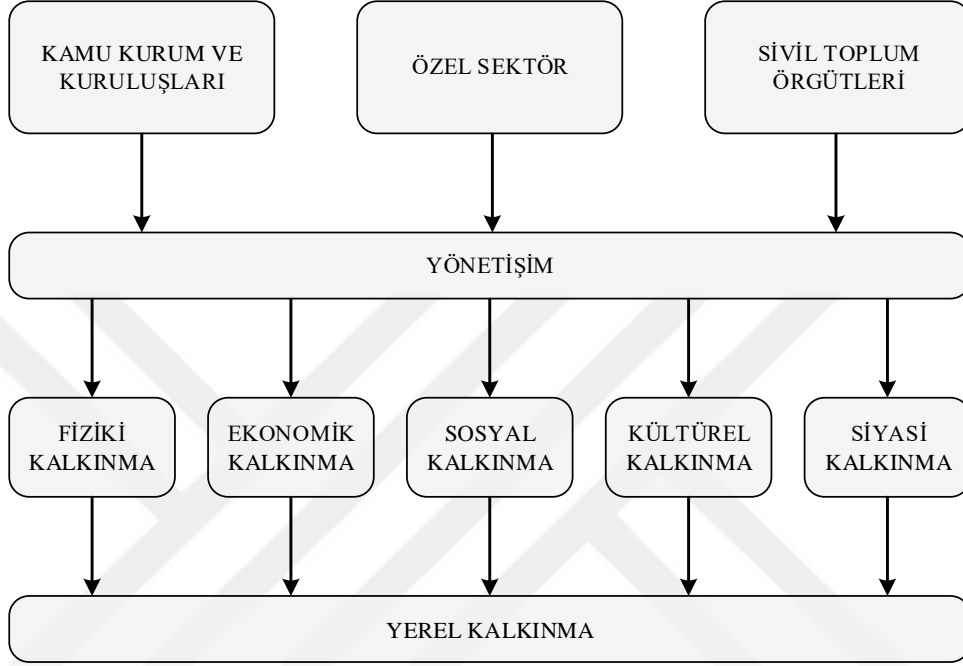 KAMU KURUM VE
KURULUŞLARI
ÖZEL SEKTÖR
SİVİL TOPLUM
ÖRGÜTLERİ
YÖNETİŞİM
FİZİKİ
KALKINMA
EKONOMİK
KALKINMA
SOSYAL
KALKINMA
KÜLTÜREL
KALKINMA
SİYASİ
KALKINMA
YEREL KALKINMA